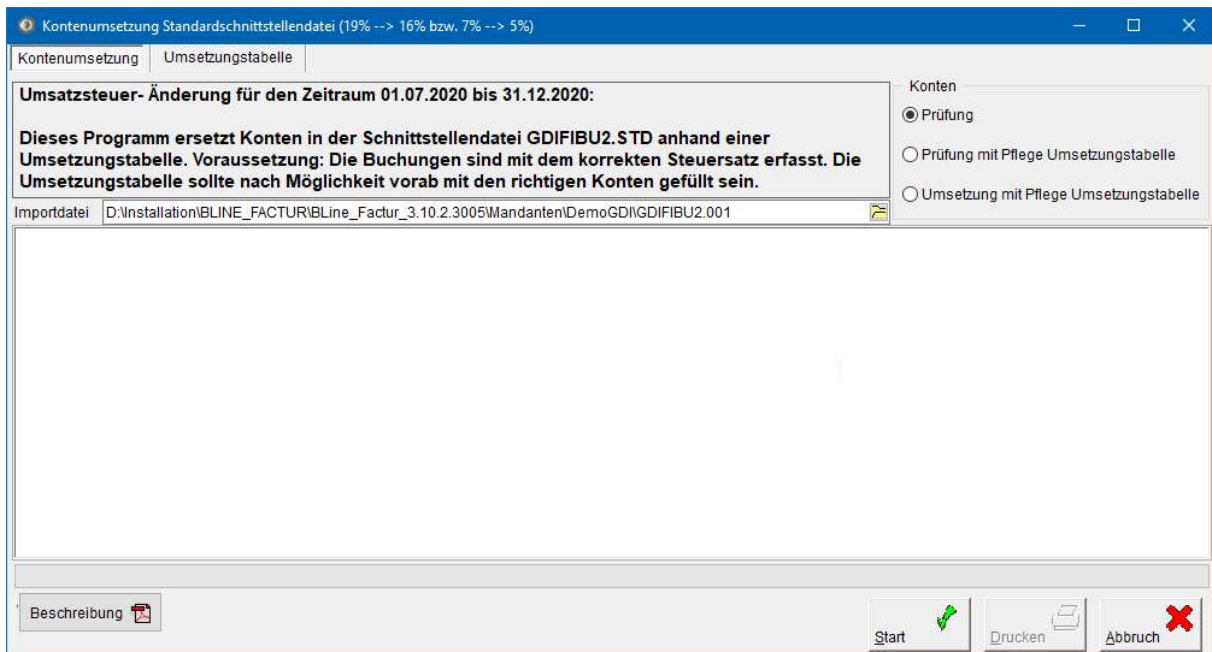 Kontenumsetzung Standardschnittstellendatei (19% --> 16% bzw. 7% --> 5%)
Kontenumsetzung
Umsetzungstabelle
Umsatzsteuer- Änderung für den Zeitraum 01.07.2020 bis 31.12.2020:
Dieses Programm ersetzt Konten in der Schnittstellendatei GDIFIBU2.STD anhand einer
Umsetzungstabelle. Voraussetzung: Die Buchungen sind mit dem korrekten Steuersatz erfasst. Die
Umsetzungstabelle sollte nach Möglichkeit vorab mit den richtigen Konten gefüllt sein.
Konten
Prüfung
Prüfung mit Pflege Umsetzungstabelle
Umsetzung mit Pflege Umsetzungstabelle
Importdatei D:\Installation\BLINE_FACTUR\BLine_Factur_3.10.2.3005\Mandanten\DemoGDI\GDIFIBU2.001
Beschreibung
Start
Drucken
Abbruch